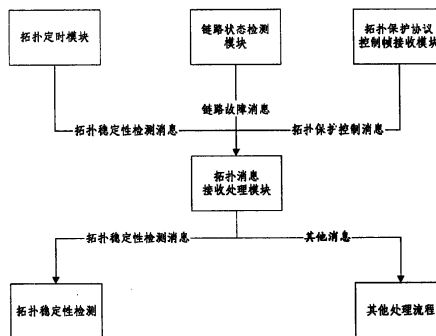 拓扑定时模块
链路状态检测
模块
拓扑保护协议
控制帧接收模块
链路故障消息
拓扑稳定性检测消息
拓扑保护控制消息
拓扑消息
接收处理模块
拓扑稳定性检测消息
其他消息
拓扑稳定性检测
其他处理流程